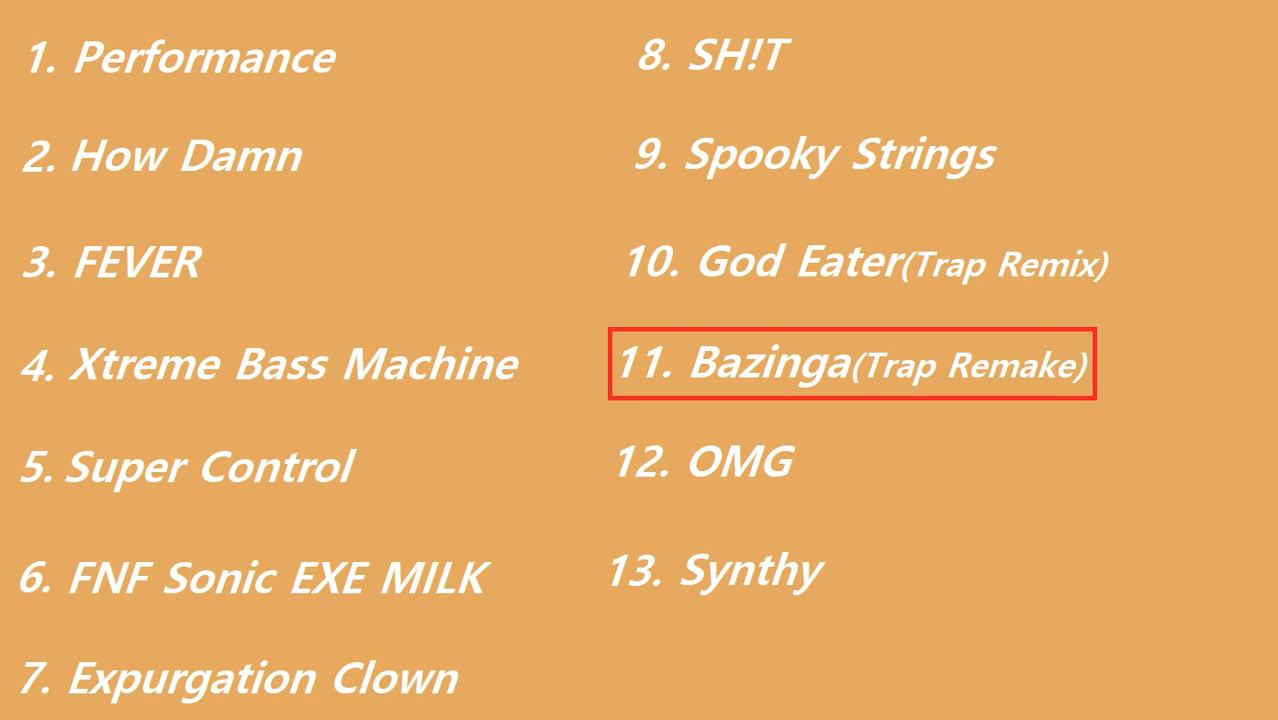 1. Performance
2. How Damn
3. FEVER
4. Xtreme Bass Machine
5. Super Control
6. FNF Sonic EXE MILK
7. Expurgation Clown
8. SH!T
9. Spooky Strings
10. God Eater(Trap Remix)
11. Bazinga(Trap Remake)
12. OMG
13. Synthy